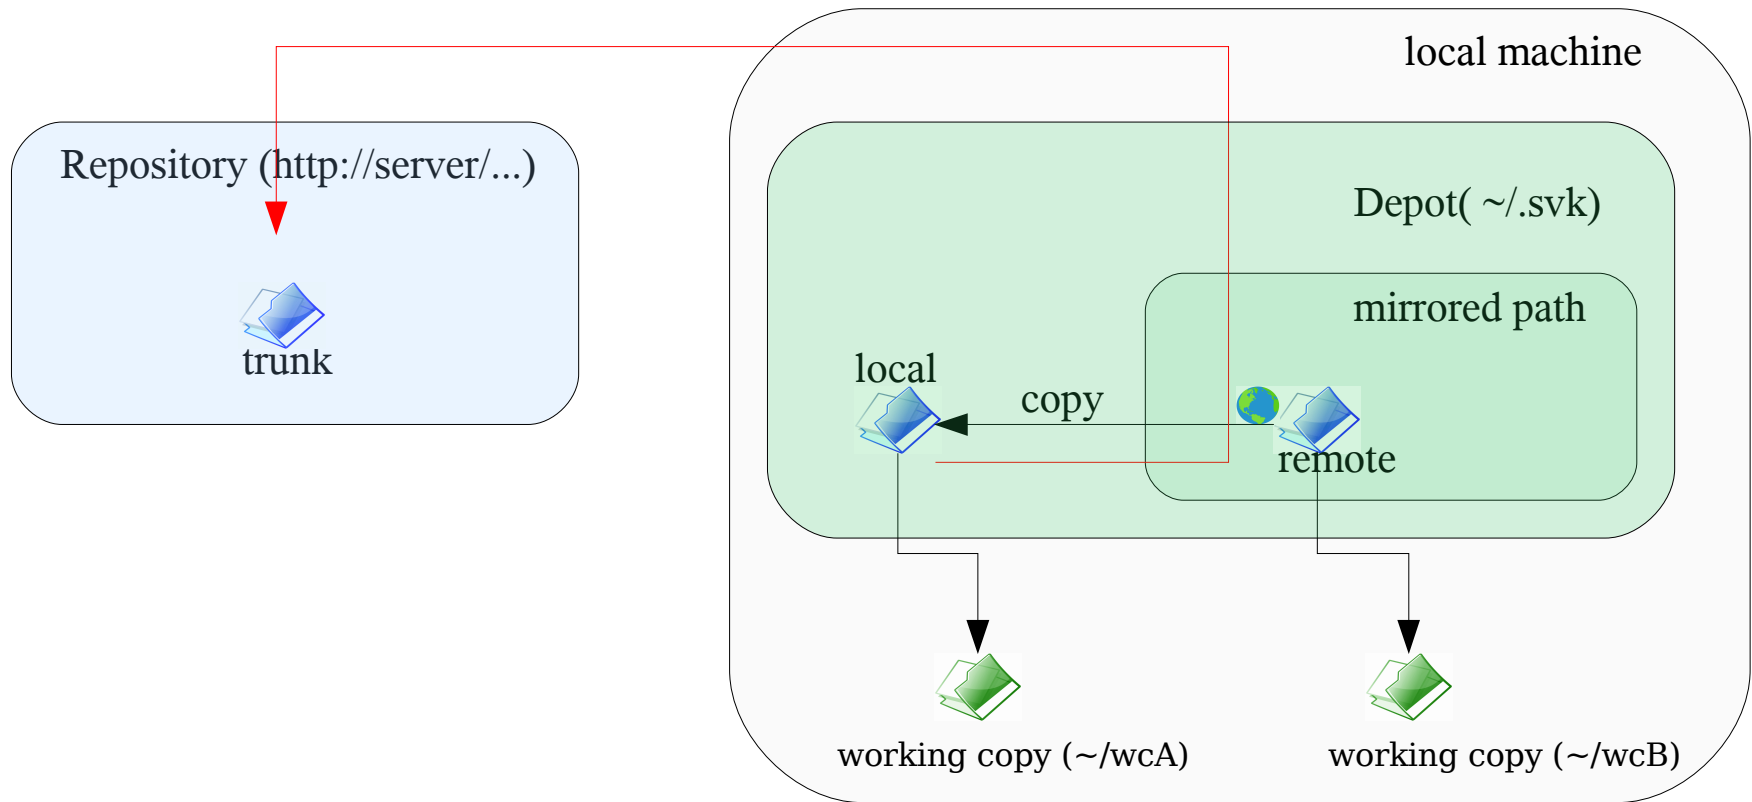 local machine
Repository (http://server/...)
Depot( ~/.svk)
mirrored path
trunk
local
copy
remote
working copy (~/wcA)
working copy (~/wcB)